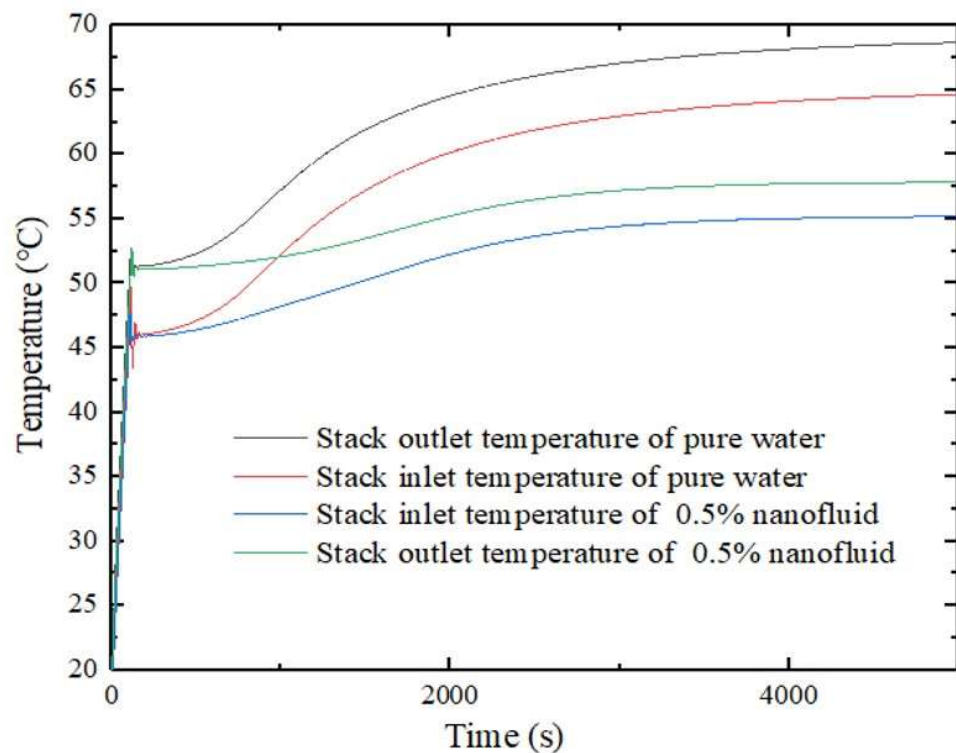 70
65
60
55
50
45
40
35
30
25
20
Temperature (°C)
Stack outlet temperature of pure water
Stack inlet temperature of pure water
Stack inlet temperature of 0.5% nanofluid
Stack outlet temperature of 0.5% nanofluid
0 2000 4000
Time (s)